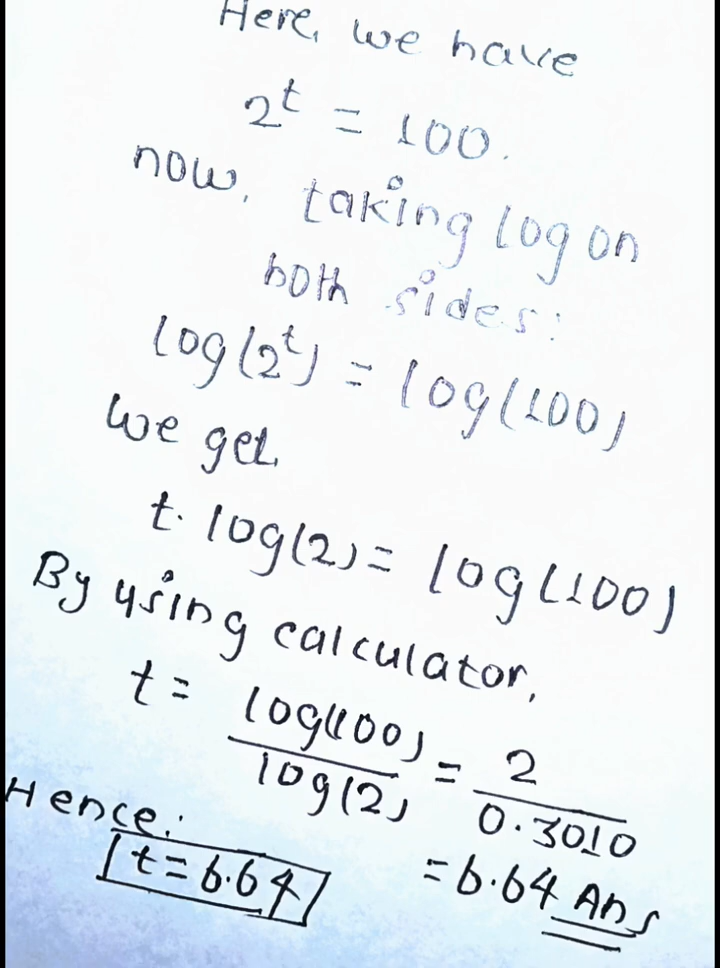 Here, we have
2^t = 100.
now, taking log on
both sides:
log(2^t) = log(100)
we get,
t. log(2) = log(100)
By using calculator,
t = log(100)/log(2) = 2/0.3010
= 6.64 Ans
Hence:
t = 6.64